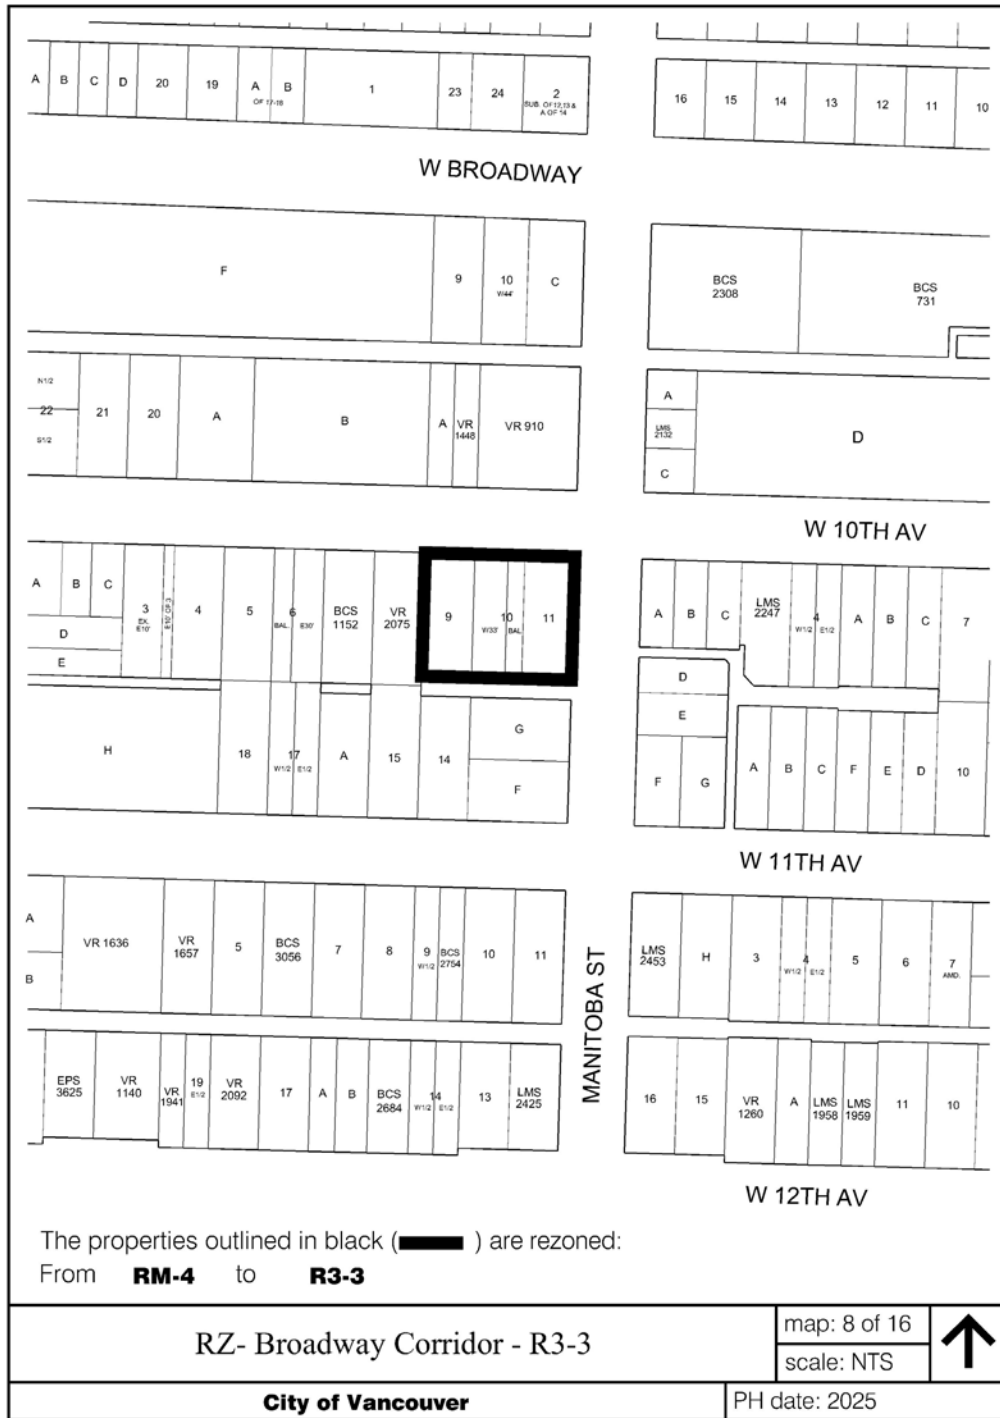 A B C D 20 19 A B 1 23 24 2
OF 17-18
SUB. OF 12,13 &
A OF 14
16 15 14 13 12 11 10
W BROADWAY
F 9 10 C
W44'
BCS
2308
BCS
731
N1/2
22
S1/2
21 20 A B A VR
1448
VR 910
A
LMS
2132
C
D
W 10TH AV
A B C
D
E
3
EX.
E10'
E10' OF 3
4 5 6
BAL. E30'
BCS
1152
VR
2075
9 10 11
W33' BAL.
A B C LMS
2247
4
W1/2 E1/2
A B C 7
D
E
F G
H 18 17
W1/2 E1/2
A 15 14
G
F
A B C F E D 10
W 11TH AV
A
B
VR 1636
VR
1657
5 BCS
3056
7 8 9
W1/2
BCS
2754
10 11
LMS
2453
H 3 4
W1/2 E1/2
5 6 7
AMD.
MANITOBA ST
EPS
3625
VR
1140
VR
1941
19
E1/2
VR
2092
17 A B BCS
2684
14
W1/2 E1/2
13 LMS
2425
16 15 VR
1260
A LMS
1958
LMS
1959
11 10
W 12TH AV
The properties outlined in black ( ) are rezoned:
From RM-4 to R3-3
RZ- Broadway Corridor - R3-3
map: 8 of 16
scale: NTS
City of Vancouver
PH date: 2025